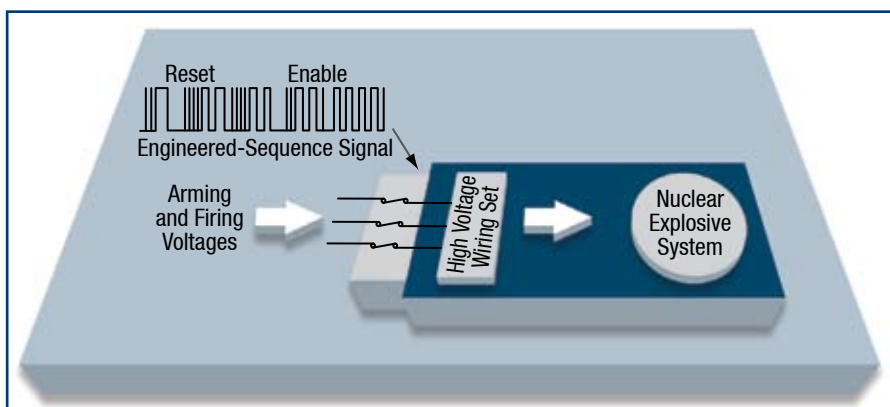 Reset
Enable
Engineered-Sequence Signal
Arming
and Firing
Voltages
High Voltage
Wiring Set
Nuclear
Explosive
System